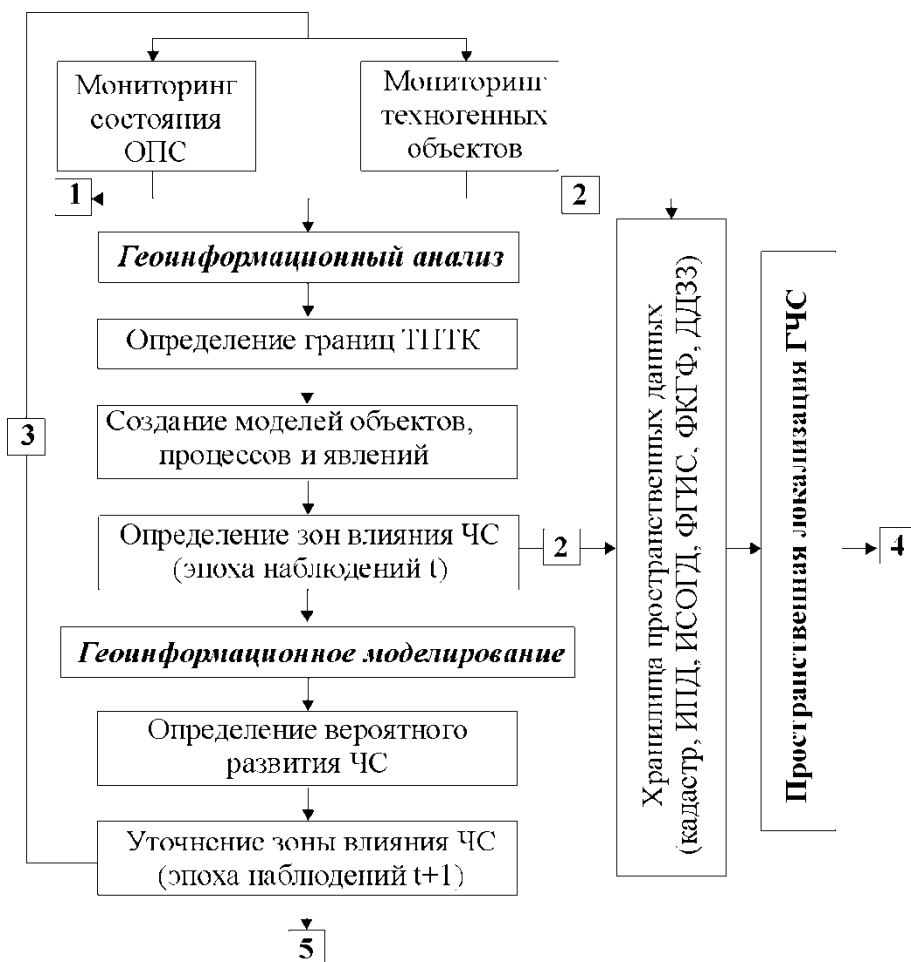 Мониторинг
состояния
ОПС
Мониторинг
техногенных
объектов
1
2
Геоинформационный анализ
Определение границ ТПТК
Создание моделей объектов,
процессов и явлений
3
Определение зон влияния ЧС
(эпоха наблюдений t)
2
Геоинформационное моделирование
Определение вероятного
развития ЧС
Уточнение зоны влияния ЧС
(эпоха наблюдений t+1)
5
Хранилища пространственных данных
(кадастр, ИПД, ИСОГД, ФГИС, ФКГФ, ДДЗЗ)
Пространственная локализация ГЧС
4